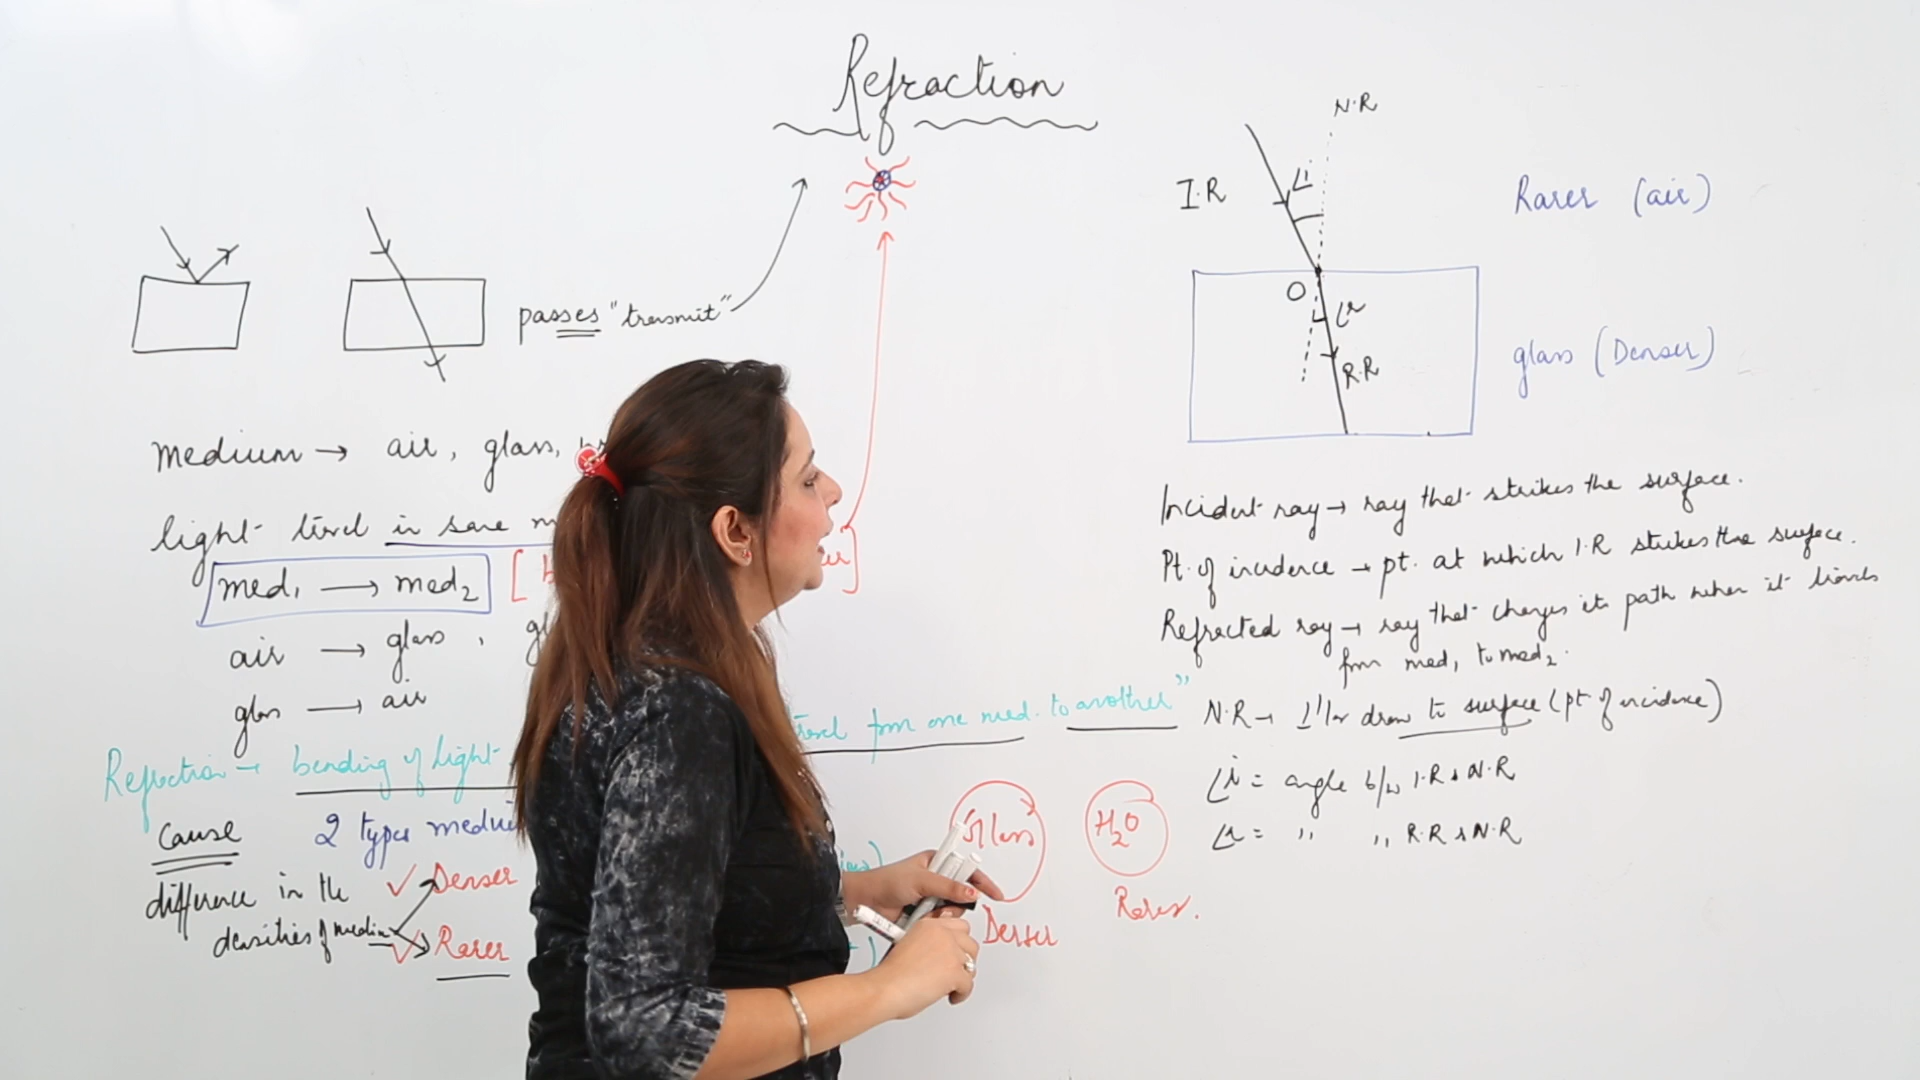 Refraction
passes "transmit"
medium → air, glass,
light travel in same
med₁ → med₂ [
air → glass ,
glass → air
Refraction → bending of light travel from one med. to another"
Cause 2 types
difference in the ✓ Denser
densities of media ✓ Rarer
Glass H₂O
Denser Rarer.
N.R
I.R ∠i Rarer (air)
O ∠r
R.R glass (Denser)
Incident ray → ray that strikes the surface.
Pt. of incidence → pt. at which I.R strikes the surface.
Refracted ray → ray that changes its path when it travels
from med₁ to med₂.
N.R → ⊥'lar drawn to surface (pt of incidence)
∠i = angle b/w I.R & N.R
∠r = ,, ,, R.R & N.R